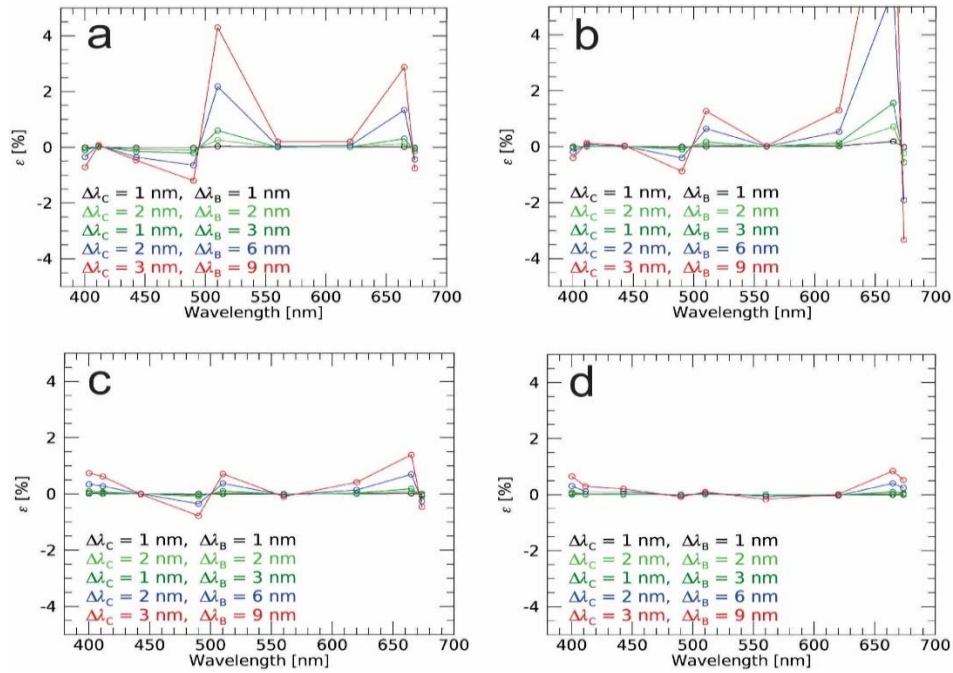 a
4
2
0
-2
-4
ε [%]
Δλ_C = 1 nm, Δλ_B = 1 nm
Δλ_C = 2 nm, Δλ_B = 2 nm
Δλ_C = 1 nm, Δλ_B = 3 nm
Δλ_C = 2 nm, Δλ_B = 6 nm
Δλ_C = 3 nm, Δλ_B = 9 nm
400 450 500 550 600 650 700
Wavelength [nm]
b
4
2
0
-2
-4
ε [%]
Δλ_C = 1 nm, Δλ_B = 1 nm
Δλ_C = 2 nm, Δλ_B = 2 nm
Δλ_C = 1 nm, Δλ_B = 3 nm
Δλ_C = 2 nm, Δλ_B = 6 nm
Δλ_C = 3 nm, Δλ_B = 9 nm
400 450 500 550 600 650 700
Wavelength [nm]
c
4
2
0
-2
-4
ε [%]
Δλ_C = 1 nm, Δλ_B = 1 nm
Δλ_C = 2 nm, Δλ_B = 2 nm
Δλ_C = 1 nm, Δλ_B = 3 nm
Δλ_C = 2 nm, Δλ_B = 6 nm
Δλ_C = 3 nm, Δλ_B = 9 nm
400 450 500 550 600 650 700
Wavelength [nm]
d
4
2
0
-2
-4
ε [%]
Δλ_C = 1 nm, Δλ_B = 1 nm
Δλ_C = 2 nm, Δλ_B = 2 nm
Δλ_C = 1 nm, Δλ_B = 3 nm
Δλ_C = 2 nm, Δλ_B = 6 nm
Δλ_C = 3 nm, Δλ_B = 9 nm
400 450 500 550 600 650 700
Wavelength [nm]